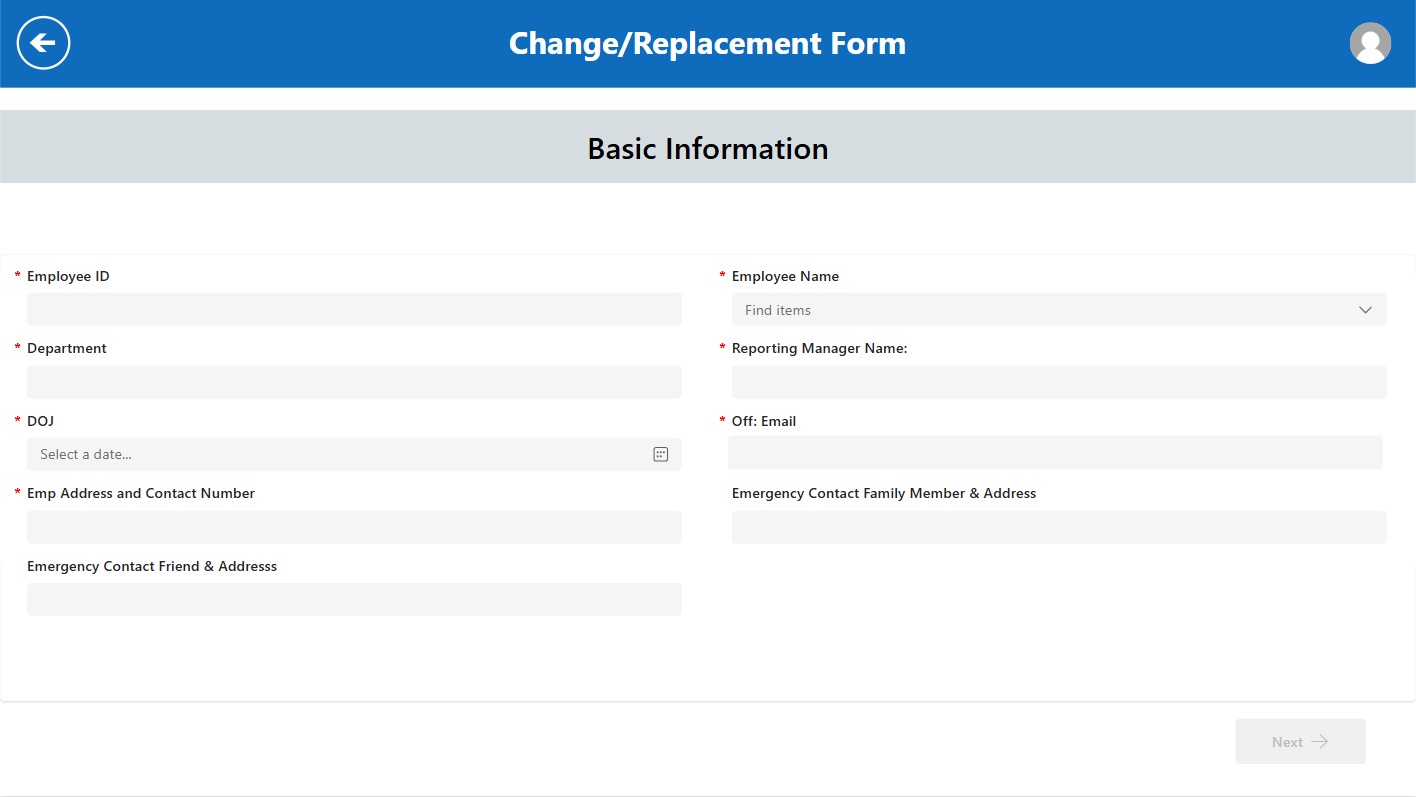 Change/Replacement Form
Basic Information
* Employee ID
* Employee Name
Find items
* Department
* Reporting Manager Name:
* DOJ
* Off: Email
Select a date...
* Emp Address and Contact Number
Emergency Contact Family Member & Address
Emergency Contact Friend & Addresss
Next